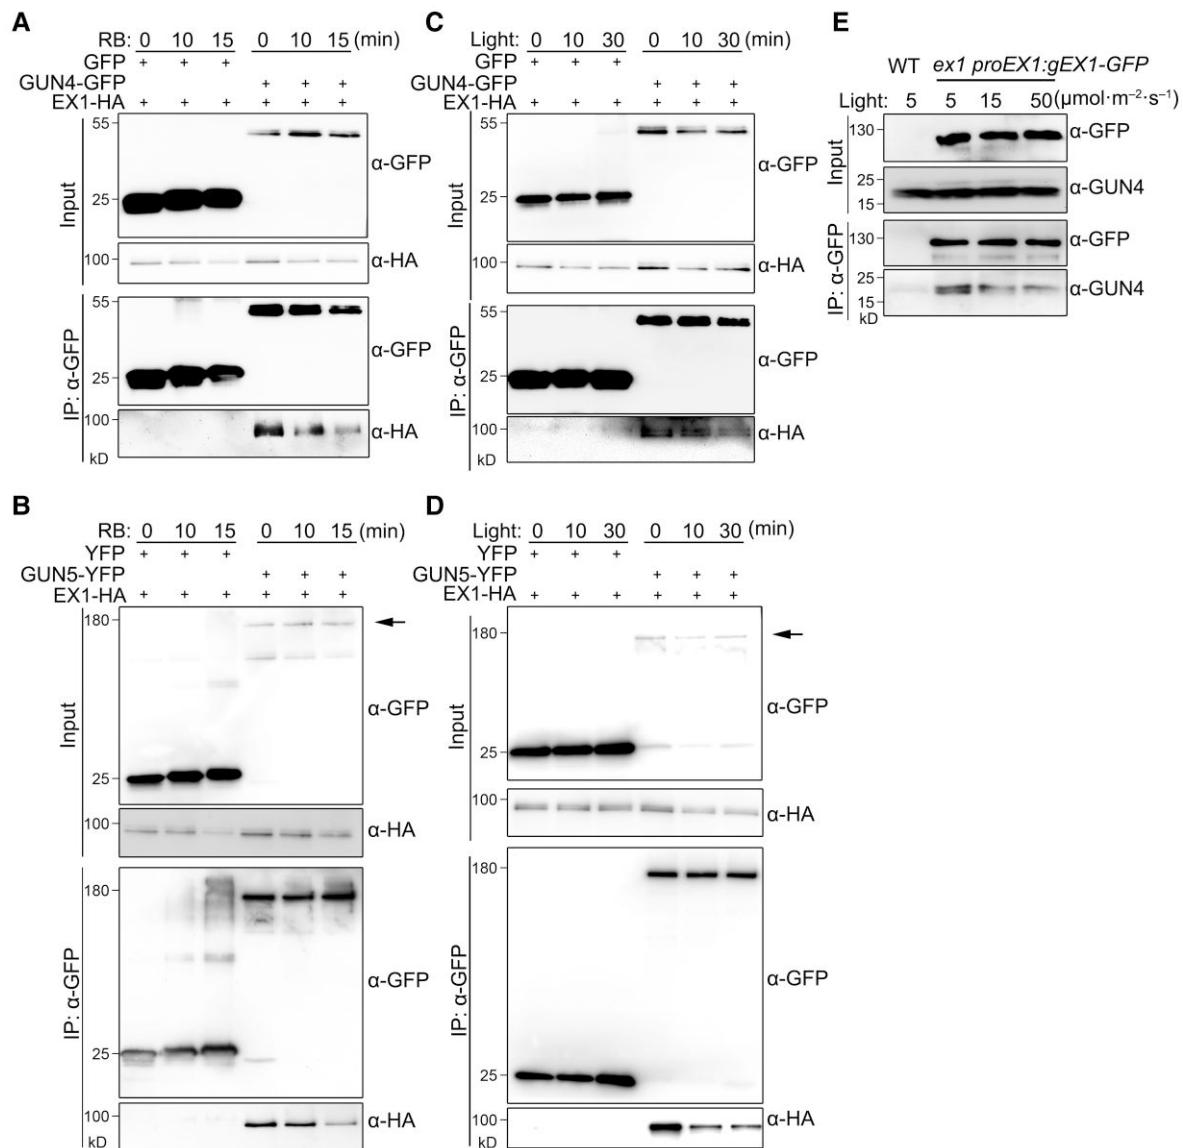 A
RB: 0 10 15 0 10 15 (min)
GFP + + +
GUN4-GFP + + +
EX1-HA + + + + + +
Input
55
25
α-GFP
100
α-HA
IP: α-GFP
55
25
α-GFP
100
α-HA
kD
C
Light: 0 10 30 0 10 30 (min)
GFP + + +
GUN4-GFP + + +
EX1-HA + + + + + +
Input
55
25
α-GFP
100
α-HA
IP: α-GFP
55
25
α-GFP
100
α-HA
kD
E
WT ex1 proEX1:gEX1-GFP
Light: 5 5 15 50 (μmol·m⁻²·s⁻¹)
Input
130
α-GFP
25
15
α-GUN4
IP: α-GFP
130
α-GFP
25
15
α-GUN4
kD
B
RB: 0 10 15 0 10 15 (min)
YFP + + +
GUN5-YFP + + +
EX1-HA + + + + + +
Input
180
25
α-GFP
100
α-HA
IP: α-GFP
180
25
α-GFP
100
α-HA
kD
D
Light: 0 10 30 0 10 30 (min)
YFP + + +
GUN5-YFP + + +
EX1-HA + + + + + +
Input
180
25
α-GFP
100
α-HA
IP: α-GFP
180
25
α-GFP
100
α-HA
kD